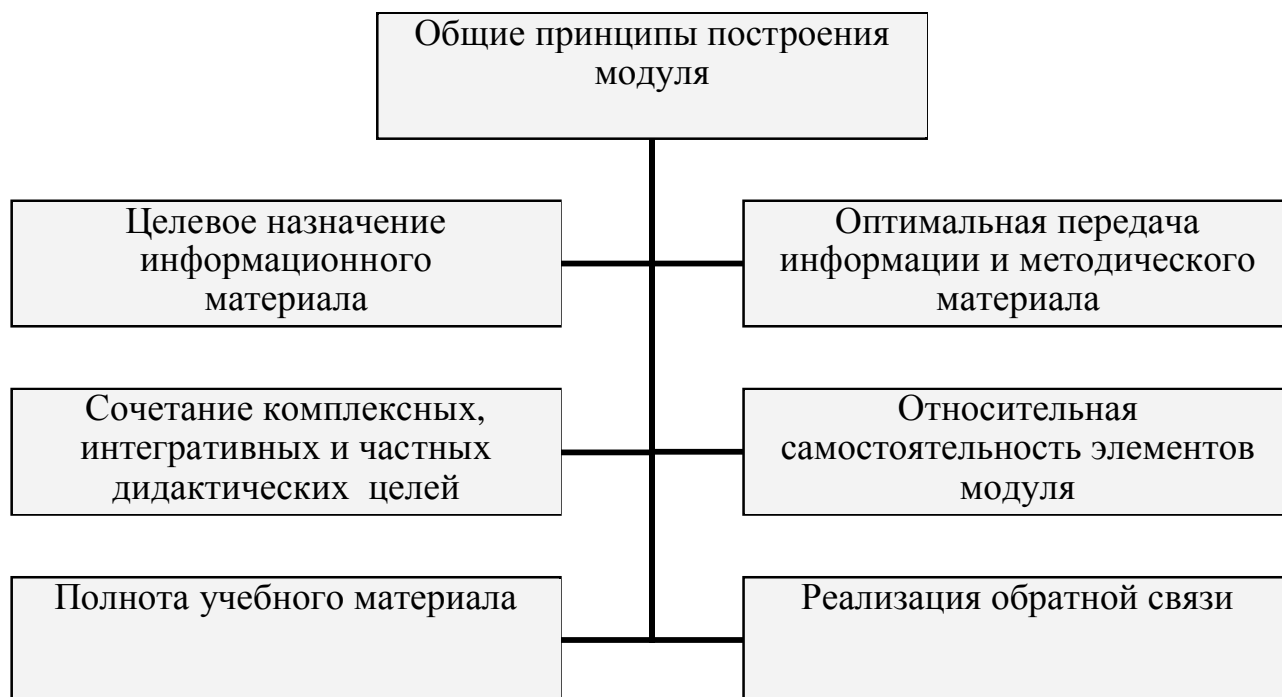 Общие принципы построения
модуля
Целевое назначение
информационного
материала
Оптимальная передача
информации и методического
материала
Сочетание комплексных,
интегративных и частных
дидактических  целей
Относительная
самостоятельность элементов
модуля
Полнота учебного материала
Реализация обратной связи